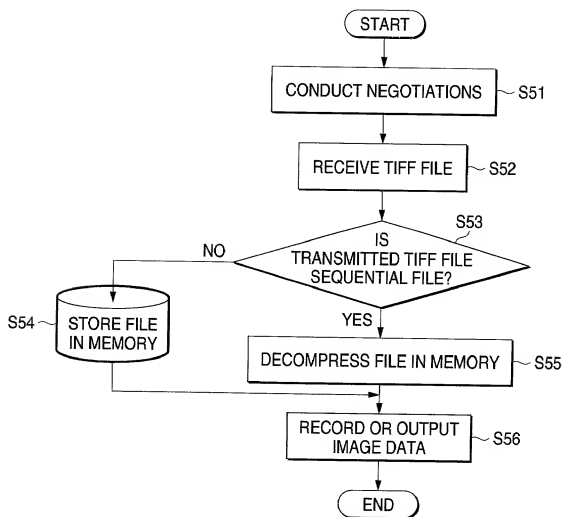 START
CONDUCT NEGOTIATIONS
S51
RECEIVE TIFF FILE
S52
S53
IS
TRANSMITTED TIFF FILE
SEQUENTIAL FILE?
NO
YES
S54
STORE FILE
IN MEMORY
DECOMPRESS FILE IN MEMORY
S55
RECORD OR OUTPUT
IMAGE DATA
S56
END